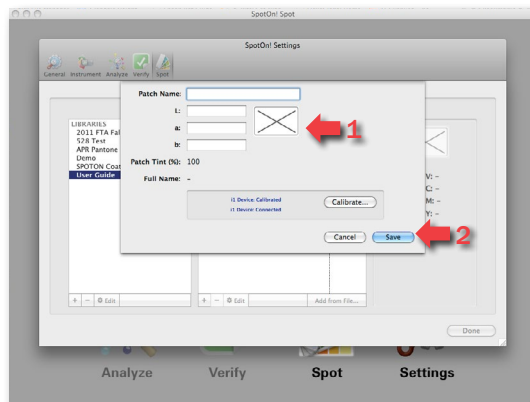 SpotOn! Spot
SpotOn! Settings
General Instrument Analyze Verify Spot
Patch Name:
L:
a:
b:
1
Patch Tint (%): 100
Full Name: –
i1 Device: Calibrated
i1 Device: Connected
Calibrate...
Cancel Save
2
LIBRARIES
2011 FTA Fal
528 Test
APR Pantone
Demo
SPOTON Coat
User Guide
V: –
C: –
M: –
Y: –
+ – Edit
+ – Edit Add from File...
Done
Analyze Verify Spot Settings